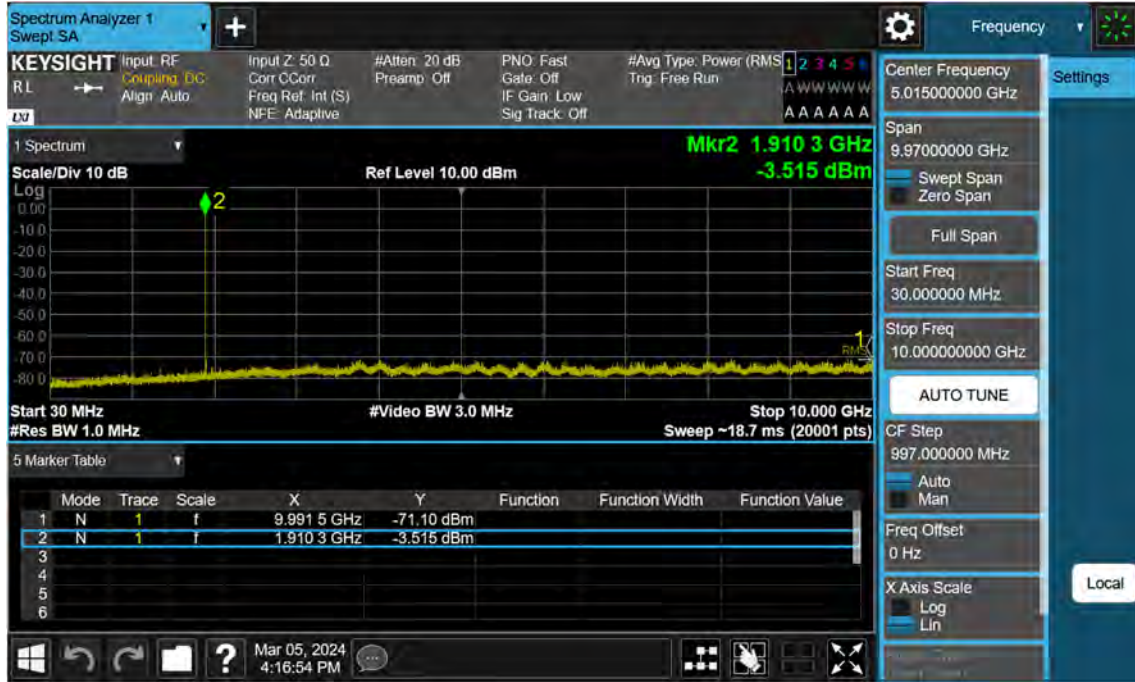 Spectrum Analyzer 1
Swept SA
+
Frequency
KEYSIGHT
Input: RF
Input Z: 50 Ω
#Atten: 20 dB
PNO: Fast
#Avg Type: Power (RMS
1 2 3 4 5 6
RL
Coupling: DC
Corr CCorr
Preamp: Off
Gate: Off
Trig: Free Run
A W W W W W
Align: Auto
Freq Ref: Int (S)
IF Gain: Low
LXI
NFE: Adaptive
Sig Track: Off
A A A A A A
1 Spectrum
Mkr2 1.910 3 GHz
Scale/Div 10 dB
Ref Level 10.00 dBm
-3.515 dBm
Log
0.00
2
-10.0
-20.0
-30.0
-40.0
-50.0
-60.0
1
RMS
-70.0
-80.0
Start 30 MHz
#Video BW 3.0 MHz
Stop 10.000 GHz
#Res BW 1.0 MHz
Sweep ~18.7 ms (20001 pts)
5 Marker Table
Mode Trace Scale X Y Function Function Width Function Value
1 N 1 f 9.991 5 GHz -71.10 dBm
2 N 1 f 1.910 3 GHz -3.515 dBm
3
4
5
6
?
Mar 05, 2024
4:16:54 PM
Center Frequency
5.015000000 GHz
Settings
Span
9.97000000 GHz
Swept Span
Zero Span
Full Span
Start Freq
30.000000 MHz
Stop Freq
10.000000000 GHz
AUTO TUNE
CF Step
997.000000 MHz
Auto
Man
Freq Offset
0 Hz
X Axis Scale
Log
Lin
Local